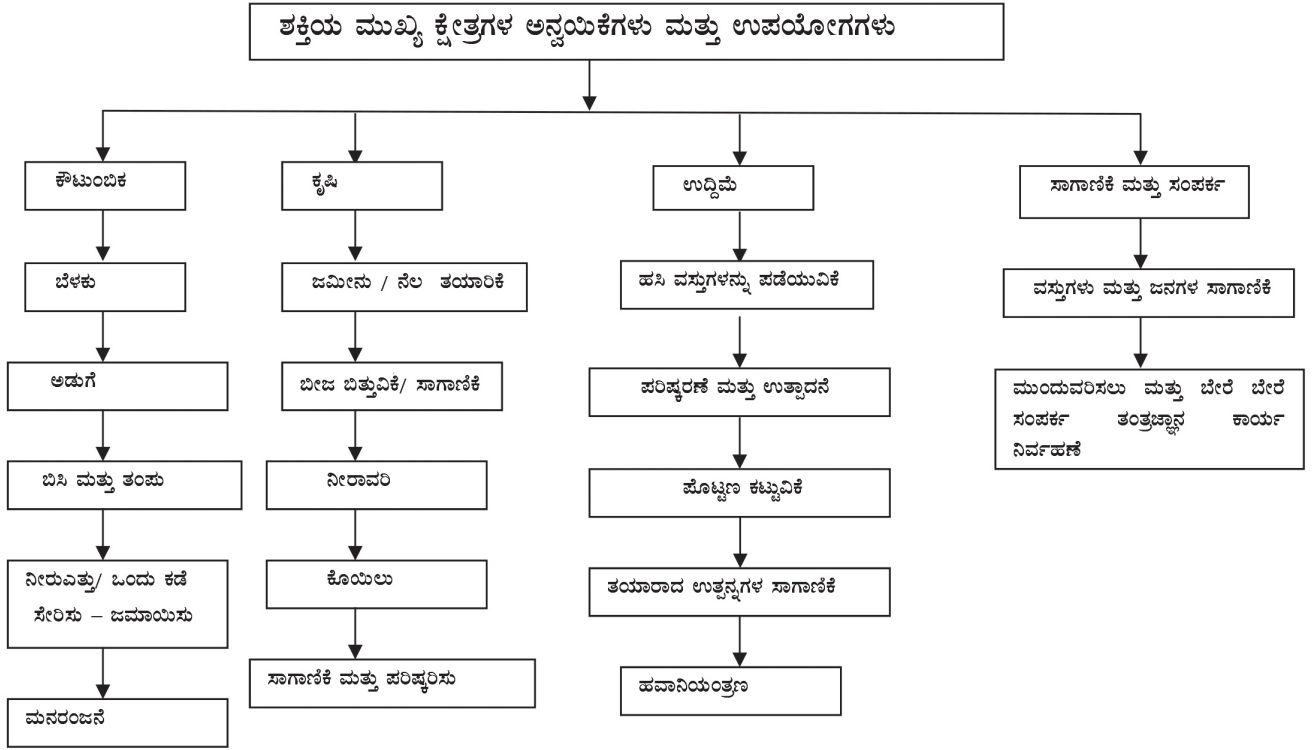 ಶಕ್ತಿಯ ಮುಖ್ಯ ಕ್ಷೇತ್ರಗಳ ಅನ್ವಯಿಕೆಗಳು ಮತ್ತು ಉಪಯೋಗಗಳು
ಕೌಟುಂಬಿಕ
ಬೆಳಕು
ಅಡುಗೆ
ಬಿಸಿ ಮತ್ತು ತಂಪು
ನೀರುಎತ್ತು/ ಒಂದು ಕಡೆ
ಸೇರಿಸು – ಜಮಾಯಿಸು
ಮನರಂಜನೆ
ಕೃಷಿ
ಜಮೀನು / ನೆಲ ತಯಾರಿಕೆ
ಬೀಜ ಬಿತ್ತುವಿಕೆ/ ಸಾಗಾಣಿಕೆ
ನೀರಾವರಿ
ಕೊಯಿಲು
ಸಾಗಾಣಿಕೆ ಮತ್ತು ಪರಿಷ್ಕರಿಸು
ಉದ್ದಿಮೆ
ಹಸಿ ವಸ್ತುಗಳನ್ನು ಪಡೆಯುವಿಕೆ
ಪರಿಷ್ಕರಣೆ ಮತ್ತು ಉತ್ಪಾದನೆ
ಪೊಟ್ಟಣ ಕಟ್ಟುವಿಕೆ
ತಯಾರಾದ ಉತ್ಪನ್ನಗಳ ಸಾಗಾಣಿಕೆ
ಹವಾನಿಯಂತ್ರಣ
ಸಾಗಾಣಿಕೆ ಮತ್ತು ಸಂಪರ್ಕ
ವಸ್ತುಗಳು ಮತ್ತು ಜನಗಳ ಸಾಗಾಣಿಕೆ
ಮುಂದುವರಿಸಲು ಮತ್ತು ಬೇರೆ ಬೇರೆ
ಸಂಪರ್ಕ ತಂತ್ರಜ್ಞಾನ ಕಾರ್ಯ
ನಿರ್ವಹಣೆ